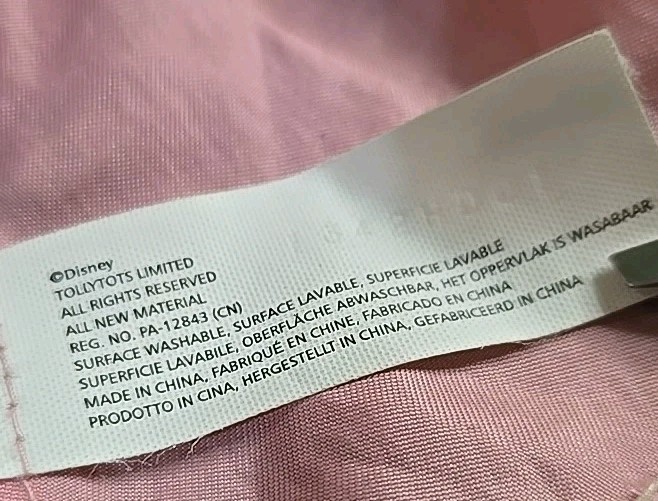 ©Disney
TOLLYTOTS LIMITED
ALL RIGHTS RESERVED
ALL NEW MATERIAL
REG. NO. PA-12843 (CN)
SURFACE WASHABLE, SURFACE LAVABLE, SUPERFICIE LAVABLE
SUPERFICIE LAVABILE, OBERFLÄCHE ABWASCHBAR, HET OPPERVLAK IS WASABAAR
MADE IN CHINA, FABRIQUÉ EN CHINE, FABRICADO EN CHINA
PRODOTTO IN CINA, HERGESTELLT IN CHINA, GEFABRICEERD IN CHINA